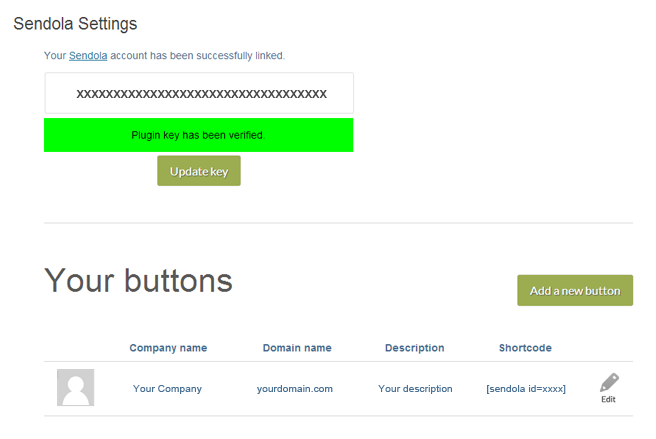 Sendola Settings
Your Sendola account has been successfully linked.
XXXXXXXXXXXXXXXXXXXXXXXXXXXXXXXXXX
Plugin key has been verified.
Update key
Your buttons
Add a new button
Company name Domain name Description Shortcode
Your Company yourdomain.com Your description [sendola id=xxxx]
Edit